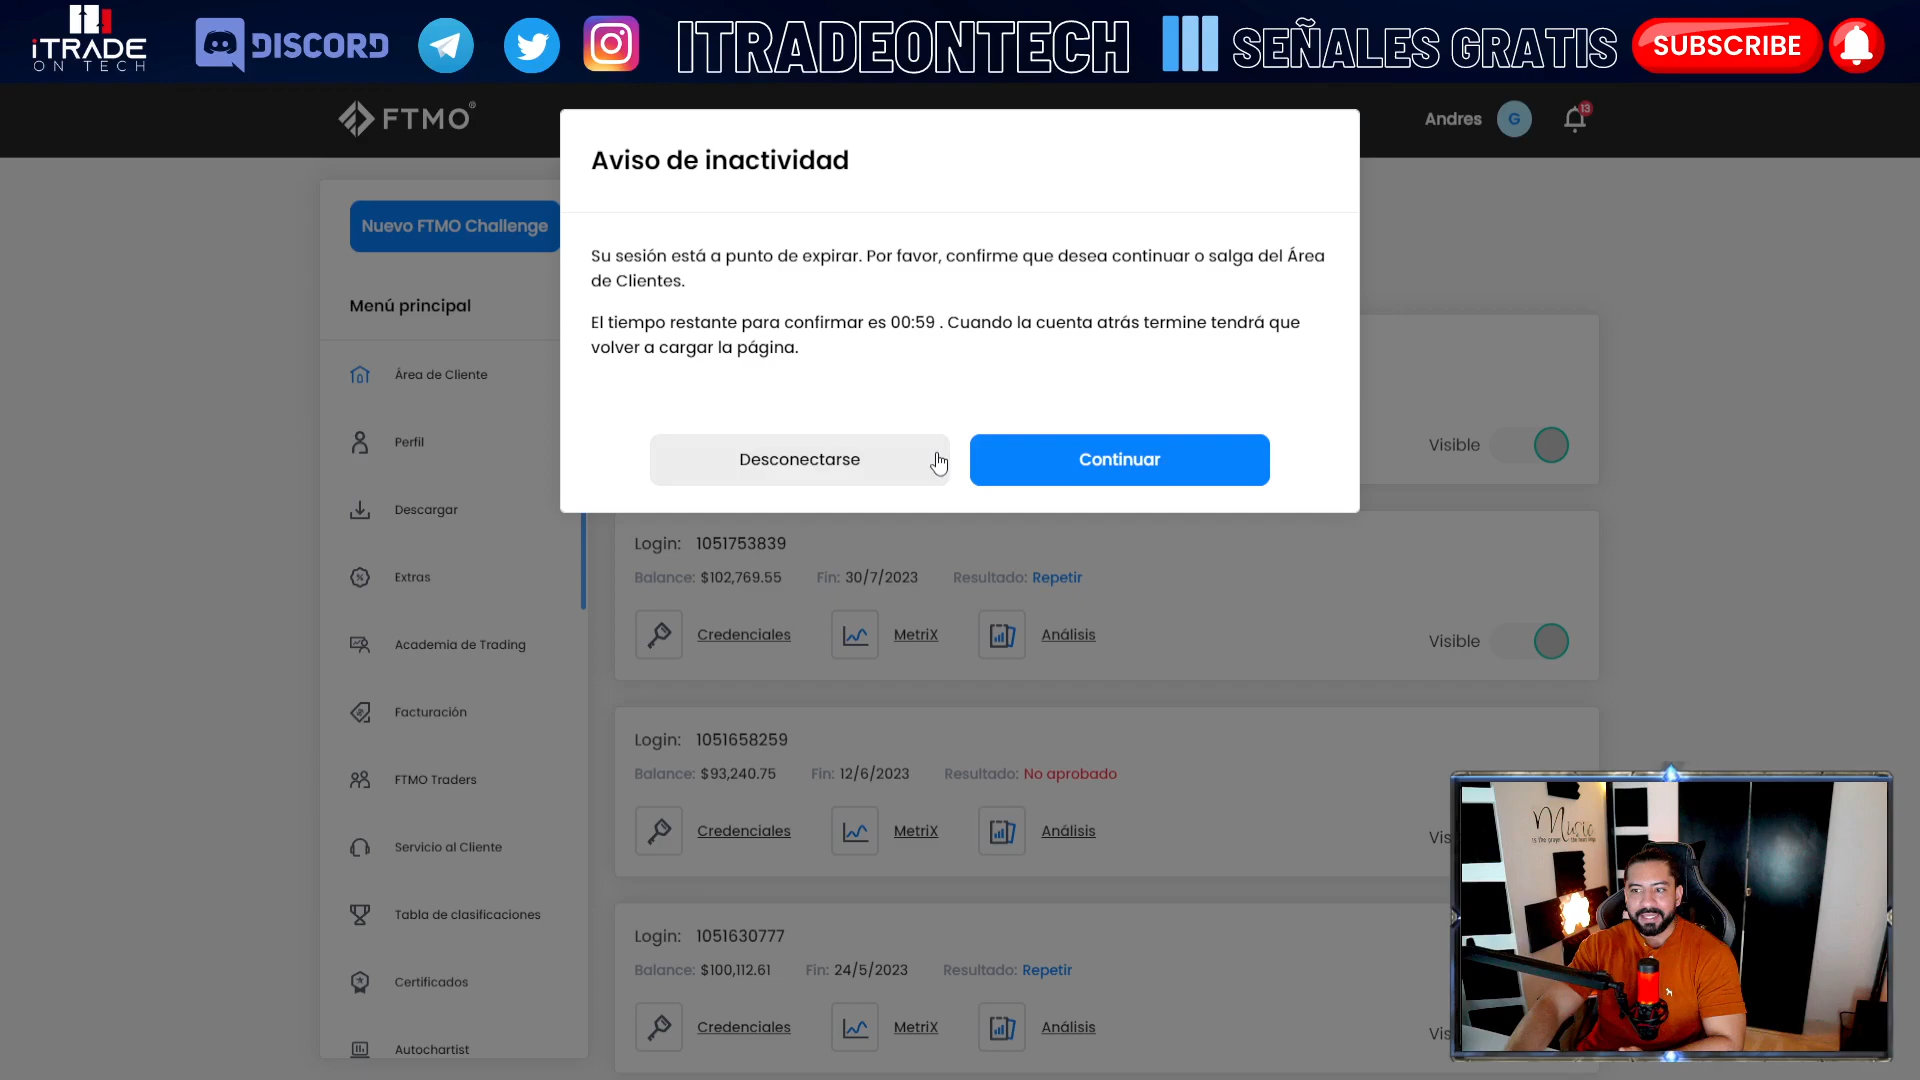 iTRADE
ON TECH
DISCORD
ITRADEONTECH
SEÑALES GRATIS
SUBSCRIBE
FTMO®
Andres
G
13
Aviso de inactividad
Su sesión está a punto de expirar. Por favor, confirme que desea continuar o salga del Área
de Clientes.
El tiempo restante para confirmar es 00:59 . Cuando la cuenta atrás termine tendrá que
volver a cargar la página.
Desconectarse
Continuar
Nuevo FTMO Challenge
Menú principal
Área de Cliente
Perfil
Descargar
Extras
Academia de Trading
Facturación
FTMO Traders
Servicio al Cliente
Tabla de clasificaciones
Certificados
Autochartist
Visible
Login: 1051753839
Balance: $102,769.55 Fin: 30/7/2023 Resultado: Repetir
Credenciales MetriX Análisis
Visible
Login: 1051658259
Balance: $93,240.75 Fin: 12/6/2023 Resultado: No aprobado
Credenciales MetriX Análisis
Vis
Login: 1051630777
Balance: $100,112.61 Fin: 24/5/2023 Resultado: Repetir
Credenciales MetriX Análisis
Vis
Music